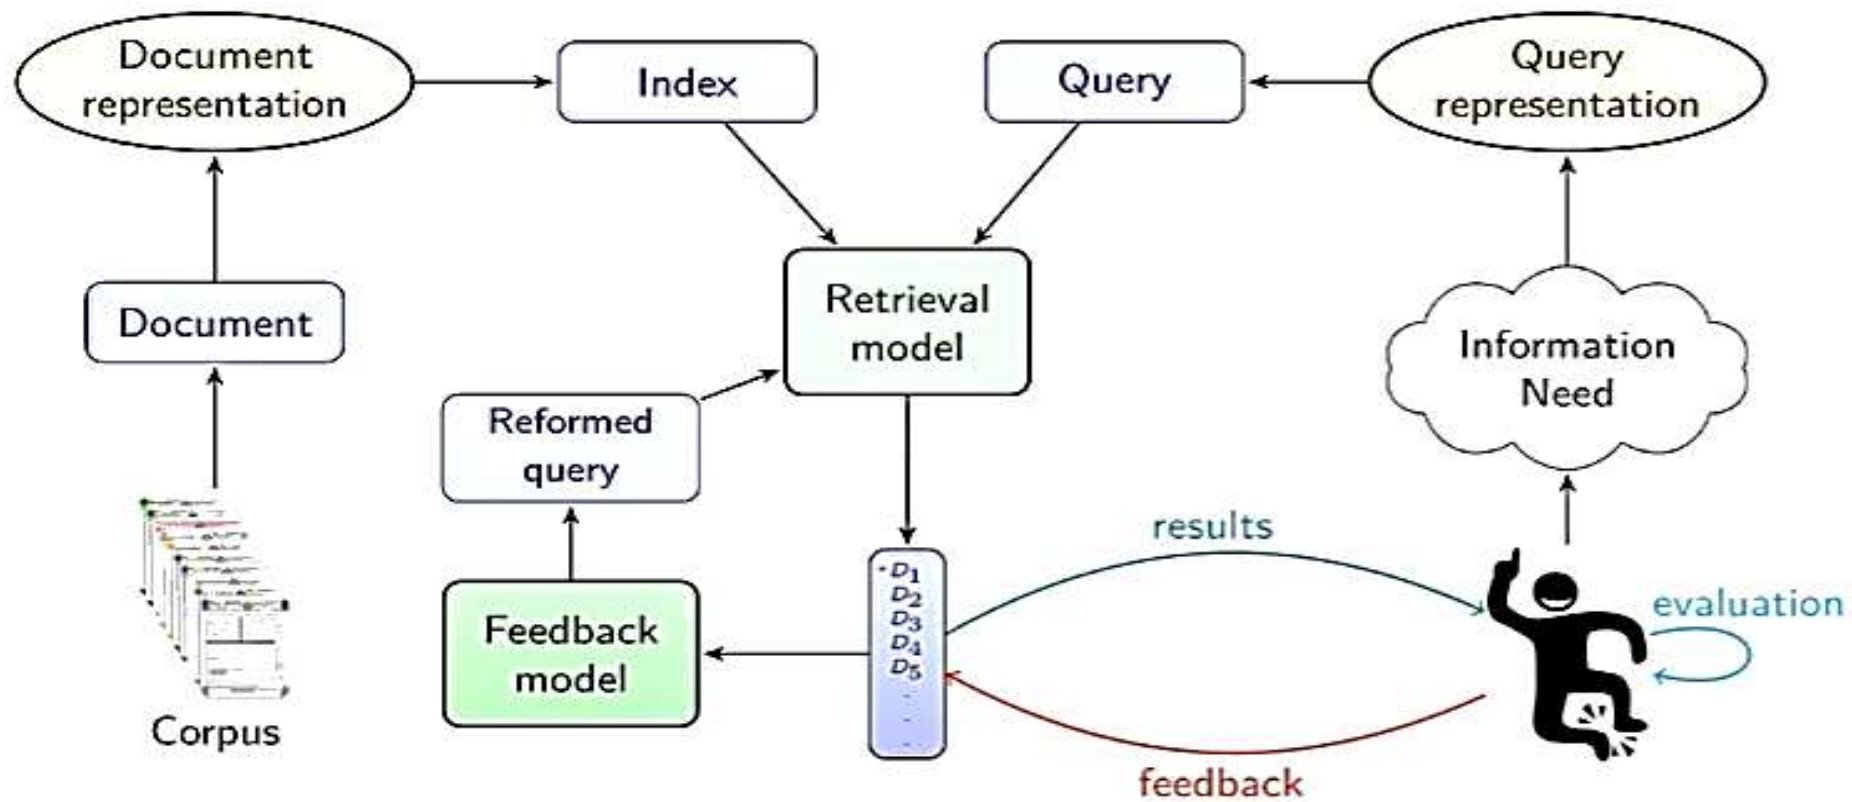 Document
representation
Index
Query
Query
representation
Document
Retrieval
model
Information
Need
Reformed
query
results
D1
D2
D3
D4
D5
evaluation
Feedback
model
Corpus
feedback